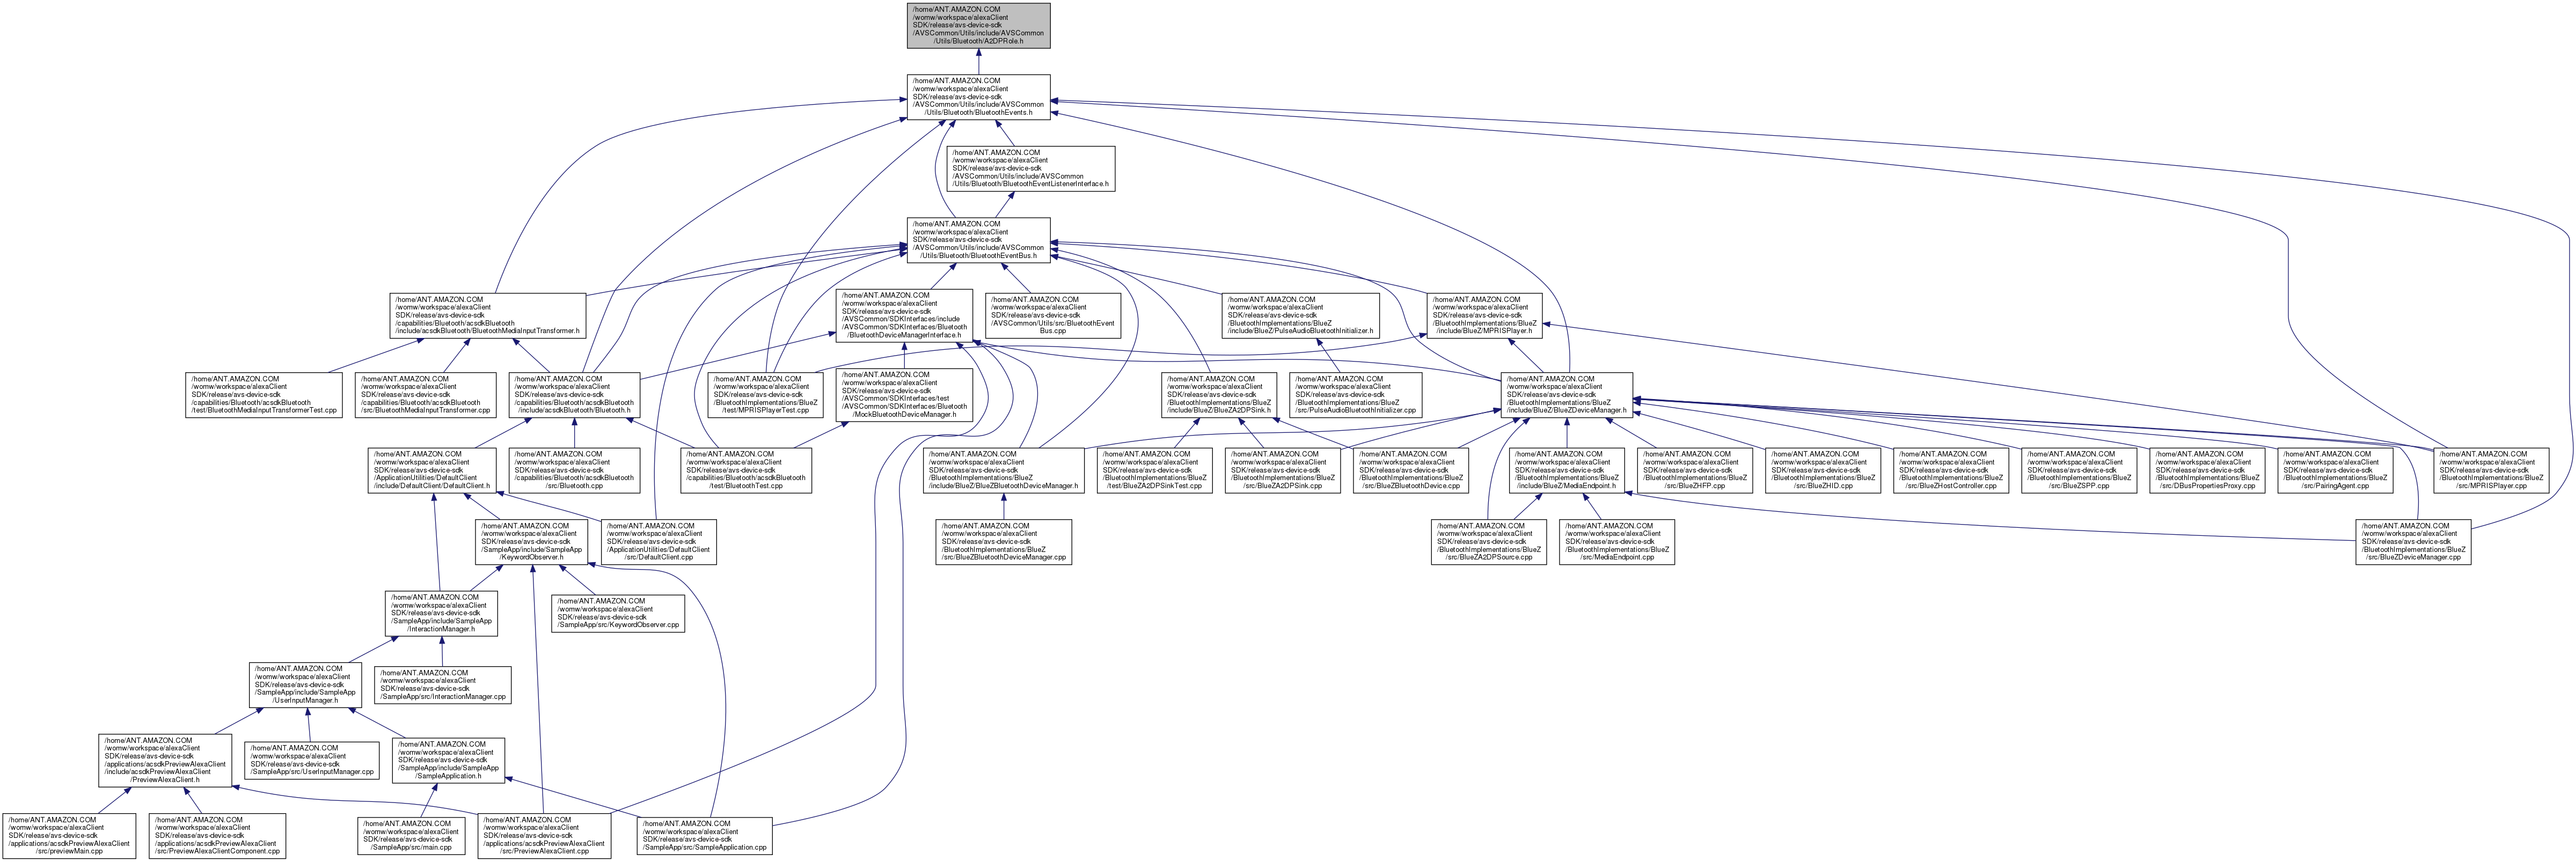 /home/ANT.AMAZON.COM
/womw/workspace/alexaClient
SDK/release/avs-device-sdk
/AVSCommon/Utils/include/AVSCommon
/Utils/Bluetooth/A2DPRole.h
/home/ANT.AMAZON.COM
/womw/workspace/alexaClient
SDK/release/avs-device-sdk
/AVSCommon/Utils/include/AVSCommon
/Utils/Bluetooth/BluetoothEvents.h
/home/ANT.AMAZON.COM
/womw/workspace/alexaClient
SDK/release/avs-device-sdk
/AVSCommon/Utils/include/AVSCommon
/Utils/Bluetooth/BluetoothEventListenerInterface.h
/home/ANT.AMAZON.COM
/womw/workspace/alexaClient
SDK/release/avs-device-sdk
/AVSCommon/Utils/include/AVSCommon
/Utils/Bluetooth/BluetoothEventBus.h
/home/ANT.AMAZON.COM
/womw/workspace/alexaClient
SDK/release/avs-device-sdk
/capabilities/Bluetooth/acsdkBluetooth
/include/acsdkBluetooth/BluetoothMediaInputTransformer.h
/home/ANT.AMAZON.COM
/womw/workspace/alexaClient
SDK/release/avs-device-sdk
/AVSCommon/SDKInterfaces/include
/AVSCommon/SDKInterfaces/Bluetooth
/BluetoothDeviceManagerInterface.h
/home/ANT.AMAZON.COM
/womw/workspace/alexaClient
SDK/release/avs-device-sdk
/AVSCommon/Utils/src/BluetoothEvent
Bus.cpp
/home/ANT.AMAZON.COM
/womw/workspace/alexaClient
SDK/release/avs-device-sdk
/BluetoothImplementations/BlueZ
/include/BlueZ/PulseAudioBluetoothInitializer.h
/home/ANT.AMAZON.COM
/womw/workspace/alexaClient
SDK/release/avs-device-sdk
/BluetoothImplementations/BlueZ
/include/BlueZ/MPRISPlayer.h
/home/ANT.AMAZON.COM
/womw/workspace/alexaClient
SDK/release/avs-device-sdk
/capabilities/Bluetooth/acsdkBluetooth
/test/BluetoothMediaInputTransformerTest.cpp
/home/ANT.AMAZON.COM
/womw/workspace/alexaClient
SDK/release/avs-device-sdk
/capabilities/Bluetooth/acsdkBluetooth
/src/BluetoothMediaInputTransformer.cpp
/home/ANT.AMAZON.COM
/womw/workspace/alexaClient
SDK/release/avs-device-sdk
/capabilities/Bluetooth/acsdkBluetooth
/include/acsdkBluetooth/Bluetooth.h
/home/ANT.AMAZON.COM
/womw/workspace/alexaClient
SDK/release/avs-device-sdk
/BluetoothImplementations/BlueZ
/test/MPRISPlayerTest.cpp
/home/ANT.AMAZON.COM
/womw/workspace/alexaClient
SDK/release/avs-device-sdk
/AVSCommon/SDKInterfaces/test
/AVSCommon/SDKInterfaces/Bluetooth
/MockBluetoothDeviceManager.h
/home/ANT.AMAZON.COM
/womw/workspace/alexaClient
SDK/release/avs-device-sdk
/BluetoothImplementations/BlueZ
/include/BlueZ/BlueZA2DPSink.h
/home/ANT.AMAZON.COM
/womw/workspace/alexaClient
SDK/release/avs-device-sdk
/BluetoothImplementations/BlueZ
/src/PulseAudioBluetoothInitializer.cpp
/home/ANT.AMAZON.COM
/womw/workspace/alexaClient
SDK/release/avs-device-sdk
/BluetoothImplementations/BlueZ
/include/BlueZ/BlueZDeviceManager.h
/home/ANT.AMAZON.COM
/womw/workspace/alexaClient
SDK/release/avs-device-sdk
/ApplicationUtilities/DefaultClient
/include/DefaultClient/DefaultClient.h
/home/ANT.AMAZON.COM
/womw/workspace/alexaClient
SDK/release/avs-device-sdk
/capabilities/Bluetooth/acsdkBluetooth
/src/Bluetooth.cpp
/home/ANT.AMAZON.COM
/womw/workspace/alexaClient
SDK/release/avs-device-sdk
/capabilities/Bluetooth/acsdkBluetooth
/test/BluetoothTest.cpp
/home/ANT.AMAZON.COM
/womw/workspace/alexaClient
SDK/release/avs-device-sdk
/BluetoothImplementations/BlueZ
/include/BlueZ/BlueZBluetoothDeviceManager.h
/home/ANT.AMAZON.COM
/womw/workspace/alexaClient
SDK/release/avs-device-sdk
/BluetoothImplementations/BlueZ
/test/BlueZA2DPSinkTest.cpp
/home/ANT.AMAZON.COM
/womw/workspace/alexaClient
SDK/release/avs-device-sdk
/BluetoothImplementations/BlueZ
/src/BlueZA2DPSink.cpp
/home/ANT.AMAZON.COM
/womw/workspace/alexaClient
SDK/release/avs-device-sdk
/BluetoothImplementations/BlueZ
/src/BlueZBluetoothDevice.cpp
/home/ANT.AMAZON.COM
/womw/workspace/alexaClient
SDK/release/avs-device-sdk
/BluetoothImplementations/BlueZ
/include/BlueZ/MediaEndpoint.h
/home/ANT.AMAZON.COM
/womw/workspace/alexaClient
SDK/release/avs-device-sdk
/BluetoothImplementations/BlueZ
/src/BlueZHFP.cpp
/home/ANT.AMAZON.COM
/womw/workspace/alexaClient
SDK/release/avs-device-sdk
/BluetoothImplementations/BlueZ
/src/BlueZHID.cpp
/home/ANT.AMAZON.COM
/womw/workspace/alexaClient
SDK/release/avs-device-sdk
/BluetoothImplementations/BlueZ
/src/BlueZHostController.cpp
/home/ANT.AMAZON.COM
/womw/workspace/alexaClient
SDK/release/avs-device-sdk
/BluetoothImplementations/BlueZ
/src/BlueZSPP.cpp
/home/ANT.AMAZON.COM
/womw/workspace/alexaClient
SDK/release/avs-device-sdk
/BluetoothImplementations/BlueZ
/src/DBusPropertiesProxy.cpp
/home/ANT.AMAZON.COM
/womw/workspace/alexaClient
SDK/release/avs-device-sdk
/BluetoothImplementations/BlueZ
/src/PairingAgent.cpp
/home/ANT.AMAZON.COM
/womw/workspace/alexaClient
SDK/release/avs-device-sdk
/BluetoothImplementations/BlueZ
/src/MPRISPlayer.cpp
/home/ANT.AMAZON.COM
/womw/workspace/alexaClient
SDK/release/avs-device-sdk
/SampleApp/include/SampleApp
/KeywordObserver.h
/home/ANT.AMAZON.COM
/womw/workspace/alexaClient
SDK/release/avs-device-sdk
/ApplicationUtilities/DefaultClient
/src/DefaultClient.cpp
/home/ANT.AMAZON.COM
/womw/workspace/alexaClient
SDK/release/avs-device-sdk
/BluetoothImplementations/BlueZ
/src/BlueZBluetoothDeviceManager.cpp
/home/ANT.AMAZON.COM
/womw/workspace/alexaClient
SDK/release/avs-device-sdk
/BluetoothImplementations/BlueZ
/src/BlueZA2DPSource.cpp
/home/ANT.AMAZON.COM
/womw/workspace/alexaClient
SDK/release/avs-device-sdk
/BluetoothImplementations/BlueZ
/src/MediaEndpoint.cpp
/home/ANT.AMAZON.COM
/womw/workspace/alexaClient
SDK/release/avs-device-sdk
/BluetoothImplementations/BlueZ
/src/BlueZDeviceManager.cpp
/home/ANT.AMAZON.COM
/womw/workspace/alexaClient
SDK/release/avs-device-sdk
/SampleApp/include/SampleApp
/InteractionManager.h
/home/ANT.AMAZON.COM
/womw/workspace/alexaClient
SDK/release/avs-device-sdk
/SampleApp/src/KeywordObserver.cpp
/home/ANT.AMAZON.COM
/womw/workspace/alexaClient
SDK/release/avs-device-sdk
/SampleApp/include/SampleApp
/UserInputManager.h
/home/ANT.AMAZON.COM
/womw/workspace/alexaClient
SDK/release/avs-device-sdk
/SampleApp/src/InteractionManager.cpp
/home/ANT.AMAZON.COM
/womw/workspace/alexaClient
SDK/release/avs-device-sdk
/applications/acsdkPreviewAlexaClient
/include/acsdkPreviewAlexaClient
/PreviewAlexaClient.h
/home/ANT.AMAZON.COM
/womw/workspace/alexaClient
SDK/release/avs-device-sdk
/SampleApp/src/UserInputManager.cpp
/home/ANT.AMAZON.COM
/womw/workspace/alexaClient
SDK/release/avs-device-sdk
/SampleApp/include/SampleApp
/SampleApplication.h
/home/ANT.AMAZON.COM
/womw/workspace/alexaClient
SDK/release/avs-device-sdk
/applications/acsdkPreviewAlexaClient
/src/previewMain.cpp
/home/ANT.AMAZON.COM
/womw/workspace/alexaClient
SDK/release/avs-device-sdk
/applications/acsdkPreviewAlexaClient
/src/PreviewAlexaClientComponent.cpp
/home/ANT.AMAZON.COM
/womw/workspace/alexaClient
SDK/release/avs-device-sdk
/SampleApp/src/main.cpp
/home/ANT.AMAZON.COM
/womw/workspace/alexaClient
SDK/release/avs-device-sdk
/applications/acsdkPreviewAlexaClient
/src/PreviewAlexaClient.cpp
/home/ANT.AMAZON.COM
/womw/workspace/alexaClient
SDK/release/avs-device-sdk
/SampleApp/src/SampleApplication.cpp